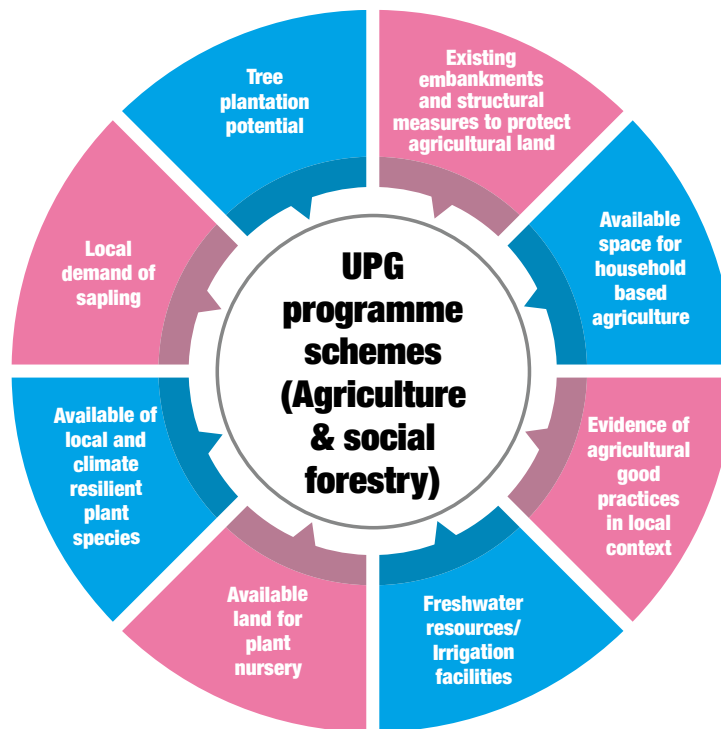 Tree
plantation
potential
Existing
embankments
and structural
measures to protect
agricultural land
Available
space for
household
based
agriculture
Evidence of
agricultural
good
practices
in local
context
Freshwater
resources/
Irrigation
facilities
Available
land for
plant
nursery
Available of
local and
climate
resilient
plant
species
Local
demand of
sapling
UPG
programme
schemes
(Agriculture
& social
forestry)